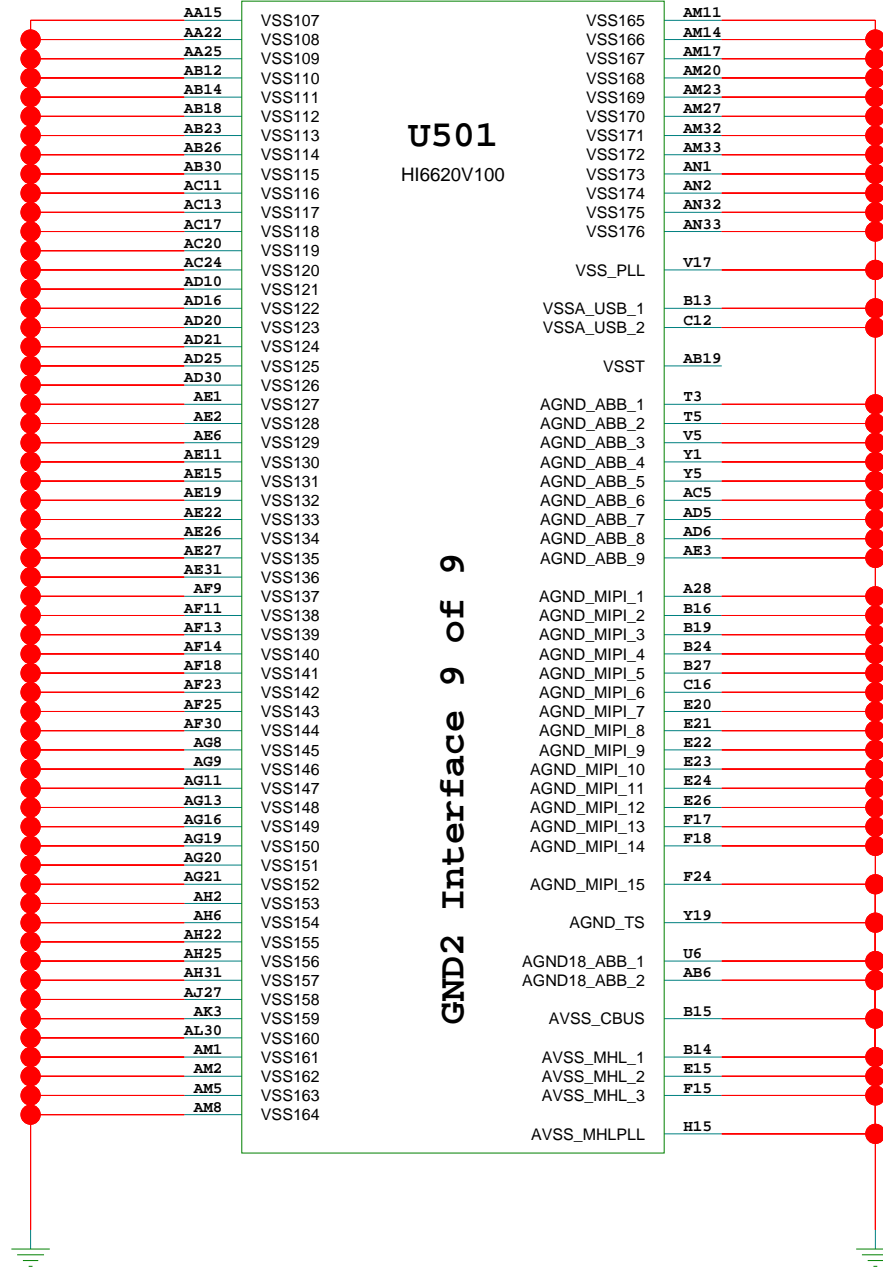 AA15 VSS107 VSS165 AM11
AA22 VSS108 VSS166 AM14
AA25 VSS109 VSS167 AM17
AB12 VSS110 VSS168 AM20
AB14 VSS111 VSS169 AM23
AB18 VSS112 VSS170 AM27
AB23 VSS113 VSS171 AM32
AB26 VSS114 VSS172 AM33
AB30 VSS115 VSS173 AN1
AC11 VSS116 VSS174 AN2
AC13 VSS117 VSS175 AN32
AC17 VSS118 VSS176 AN33
U501
HI6620V100
AC20 VSS119
AC24 VSS120 VSS_PLL V17
AD10 VSS121
AD16 VSS122 VSSA_USB_1 B13
AD20 VSS123 VSSA_USB_2 C12
AD21 VSS124
AD25 VSS125 VSST AB19
AD30 VSS126
AE1 VSS127 AGND_ABB_1 T3
AE2 VSS128 AGND_ABB_2 T5
AE6 VSS129 AGND_ABB_3 V5
AE11 VSS130 AGND_ABB_4 Y1
AE15 VSS131 AGND_ABB_5 Y5
AE19 VSS132 AGND_ABB_6 AC5
AE22 VSS133 AGND_ABB_7 AD5
AE26 VSS134 AGND_ABB_8 AD6
AE27 VSS135 AGND_ABB_9 AE3
AE31 VSS136
AF9 VSS137 AGND_MIPI_1 A28
AF11 VSS138 AGND_MIPI_2 B16
AF13 VSS139 AGND_MIPI_3 B19
AF14 VSS140 AGND_MIPI_4 B24
AF18 VSS141 AGND_MIPI_5 B27
AF23 VSS142 AGND_MIPI_6 C16
AF25 VSS143 AGND_MIPI_7 E20
AF30 VSS144 AGND_MIPI_8 E21
AG8 VSS145 AGND_MIPI_9 E22
AG9 VSS146 AGND_MIPI_10 E23
AG11 VSS147 AGND_MIPI_11 E24
AG13 VSS148 AGND_MIPI_12 E26
AG16 VSS149 AGND_MIPI_13 F17
AG19 VSS150 AGND_MIPI_14 F18
AG20 VSS151
AG21 VSS152 AGND_MIPI_15 F24
AH2 VSS153
AH6 VSS154 AGND_TS Y19
AH22 VSS155
AH25 VSS156 AGND18_ABB_1 U6
AH31 VSS157 AGND18_ABB_2 AB6
AJ27 VSS158
AK3 VSS159 AVSS_CBUS B15
AL30 VSS160
AM1 VSS161 AVSS_MHL_1 B14
AM2 VSS162 AVSS_MHL_2 E15
AM5 VSS163 AVSS_MHL_3 F15
AM8 VSS164
AVSS_MHLPLL H15
GND2 Interface 9 of 9